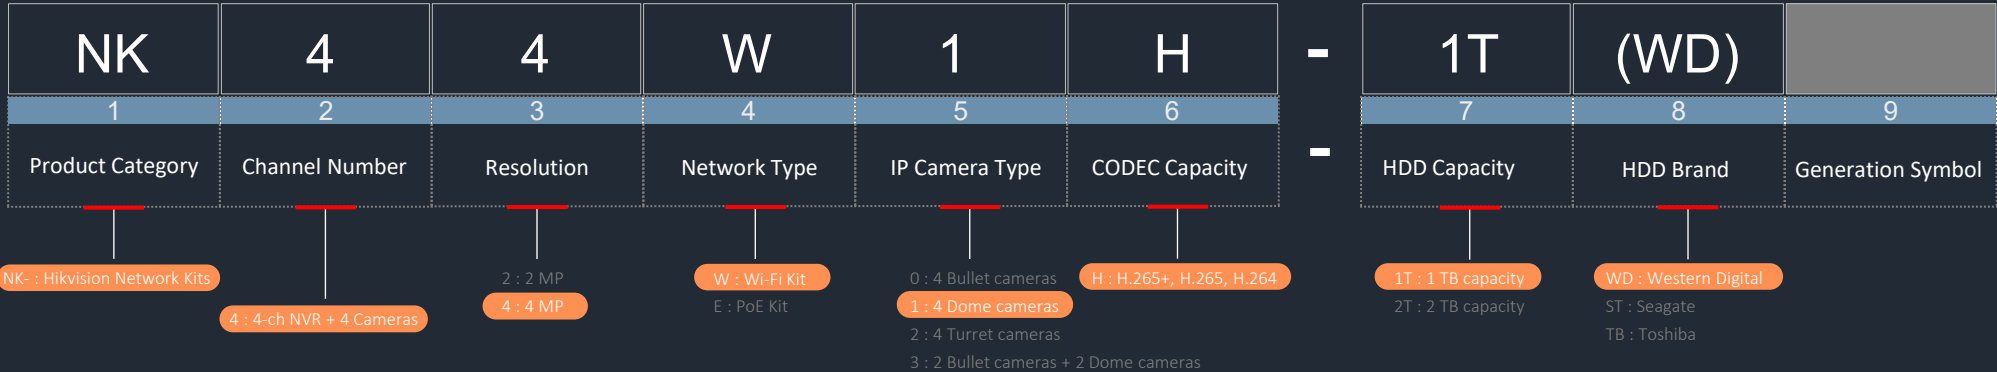 NK 4 4 W 1 H - 1T (WD)
1 2 3 4 5 6 7 8 9
Product Category Channel Number Resolution Network Type IP Camera Type CODEC Capacity - HDD Capacity HDD Brand Generation Symbol
NK- : Hikvision Network Kits
4 : 4-ch NVR + 4 Cameras
2 : 2 MP
4 : 4 MP
W : Wi-Fi Kit
E : PoE Kit
0 : 4 Bullet cameras
1 : 4 Dome cameras
2 : 4 Turret cameras
3 : 2 Bullet cameras + 2 Dome cameras
H : H.265+, H.265, H.264
1T : 1 TB capacity
2T : 2 TB capacity
WD : Western Digital
ST : Seagate
TB : Toshiba